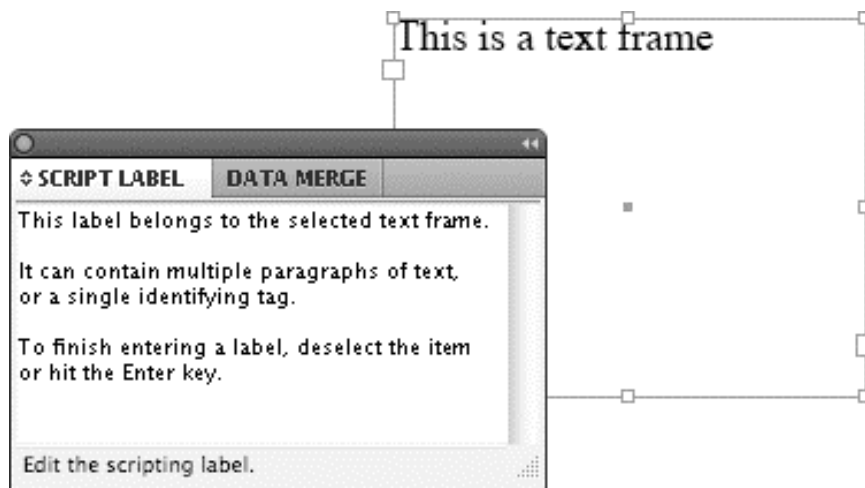 This is a text frame
SCRIPT LABEL
DATA MERGE
This label belongs to the selected text frame.
It can contain multiple paragraphs of text,
or a single identifying tag.
To finish entering a label, deselect the item
or hit the Enter key.
Edit the scripting label.